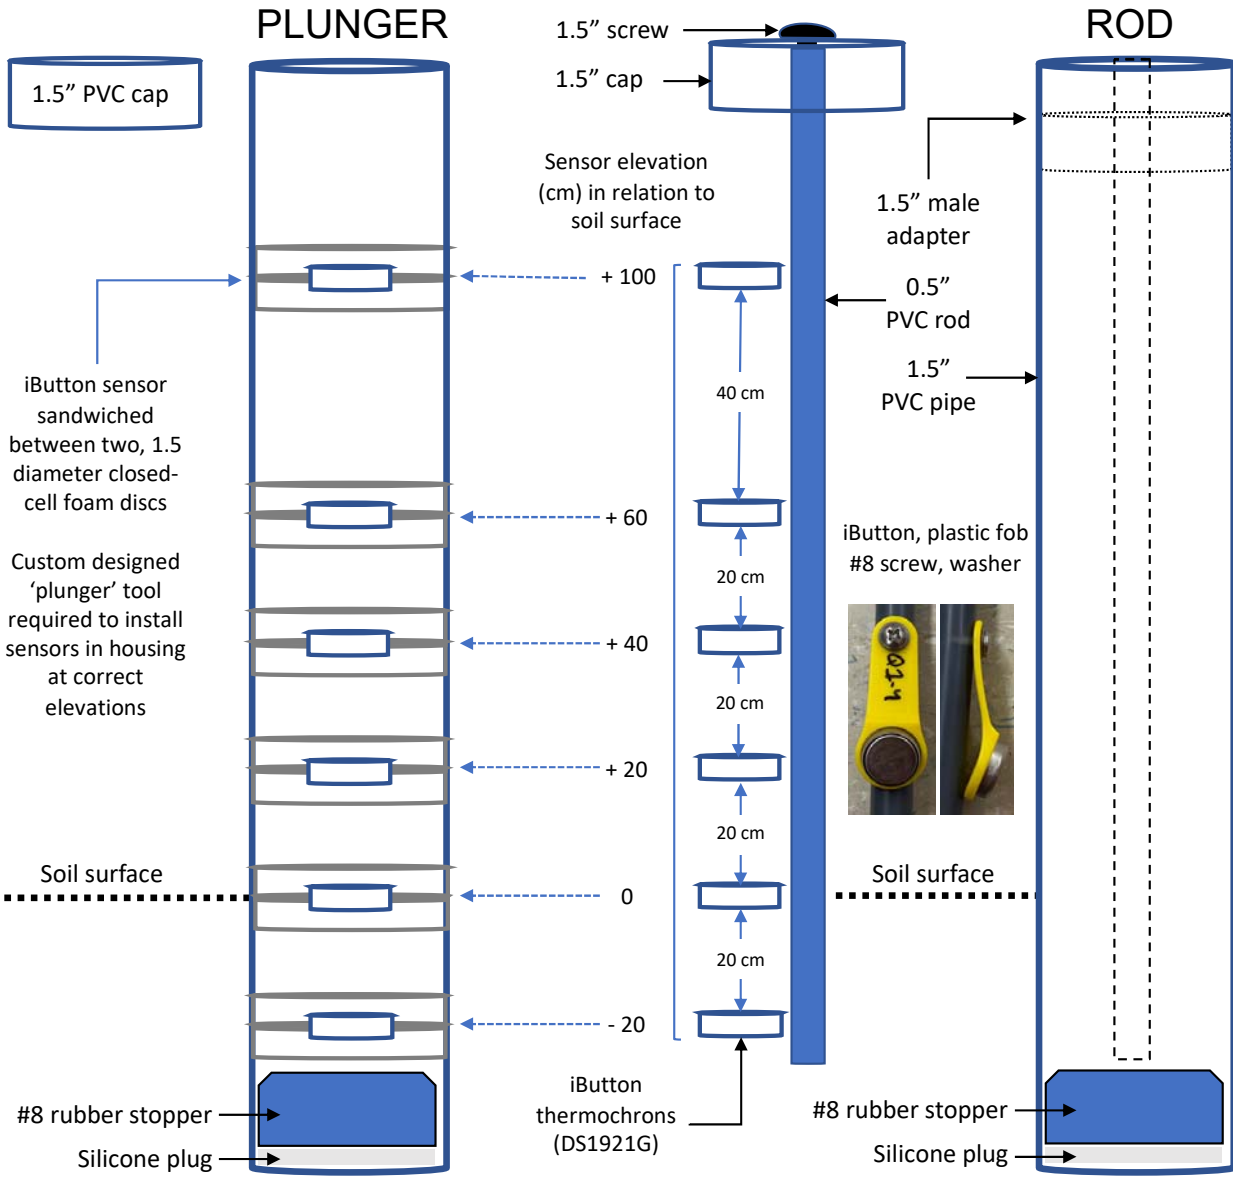 PLUNGER
ROD
1.5” PVC cap
1.5” screw
1.5” cap
Sensor elevation
(cm) in relation to
soil surface
1.5” male
adapter
0.5”
PVC rod
1.5”
PVC pipe
iButton sensor
sandwiched
between two, 1.5
diameter closed-
cell foam discs
Custom designed
‘plunger’ tool
required to install
sensors in housing
at correct
elevations
+ 100
+ 60
+ 40
+ 20
0
- 20
40 cm
20 cm
20 cm
20 cm
20 cm
iButton, plastic fob
#8 screw, washer
Q2-4
Soil surface
Soil surface
iButton
thermochrons
(DS1921G)
#8 rubber stopper
Silicone plug
#8 rubber stopper
Silicone plug